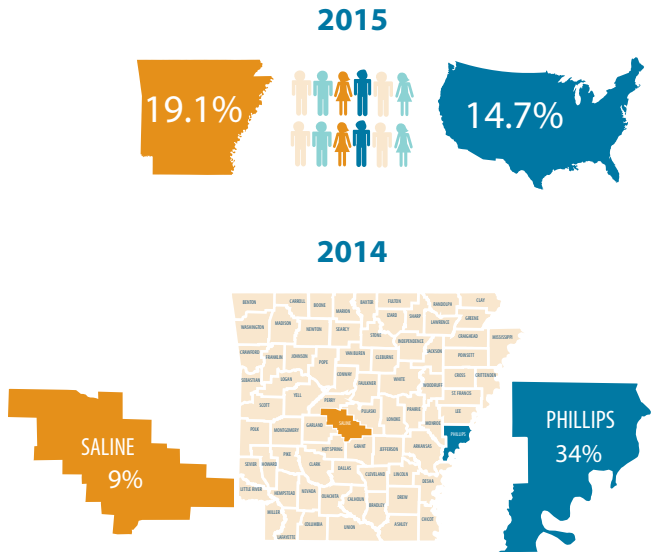 2015
19.1%
14.7%
2014
BENTON CARROLL BOONE MARION BAXTER FULTON RANDOLPH CLAY
WASHINGTON MADISON NEWTON SEARCY STONE IZARD SHARP LAWRENCE GREENE
CRAWFORD FRANKLIN JOHNSON POPE VAN BUREN CLEBURNE INDEPENDENCE JACKSON CRAIGHEAD MISSISSIPPI
POINSETT
SEBASTIAN LOGAN CONWAY FAULKNER WHITE WOODRUFF CROSS CRITTENDEN
SCOTT YELL PERRY ST FRANCIS
POLK MONTGOMERY GARLAND SALINE PULASKI LONOKE PRAIRIE MONROE LEE
PHILLIPS
HOT SPRING GRANT JEFFERSON ARKANSAS
SEVIER HOWARD PIKE CLARK DALLAS CLEVELAND LINCOLN DESHA
LITTLE RIVER HEMPSTEAD NEVADA OUACHITA CALHOUN BRADLEY DREW
MILLER LAFAYETTE COLUMBIA UNION ASHLEY CHICOT
SALINE
9%
PHILLIPS
34%